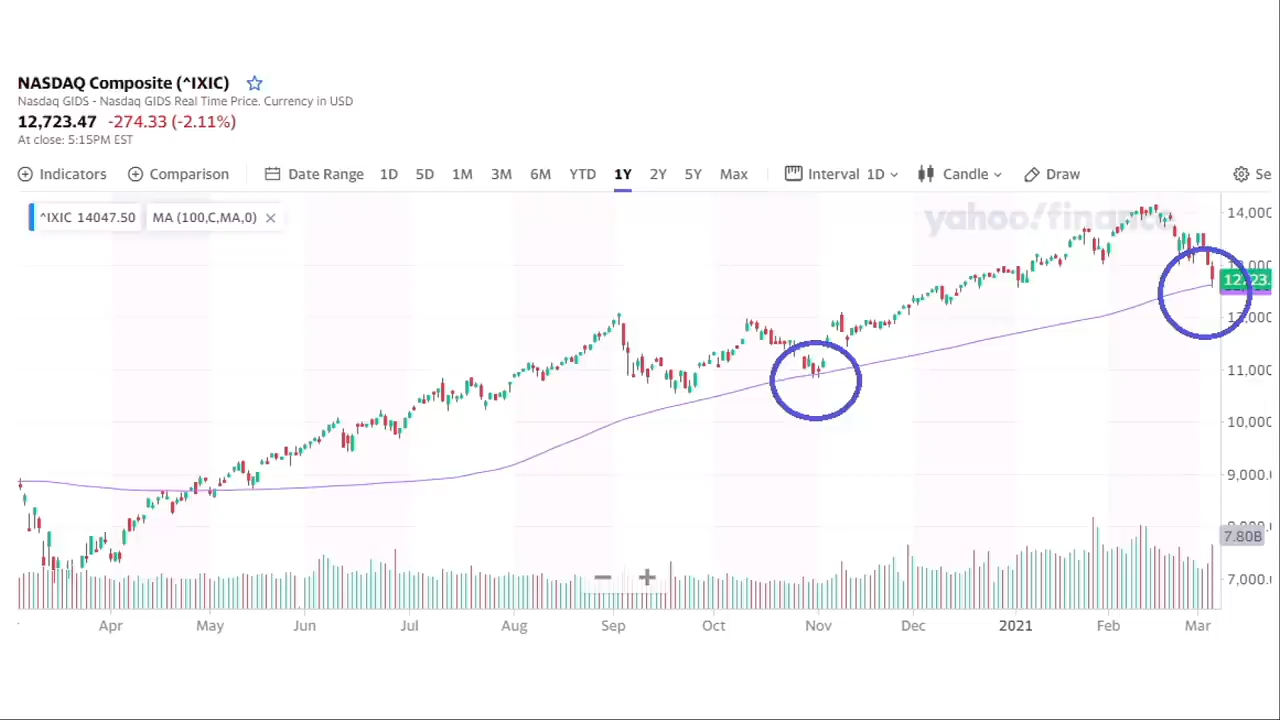 NASDAQ Composite (^IXIC)
Nasdaq GIDS - Nasdaq GIDS Real Time Price. Currency in USD
12,723.47 -274.33 (-2.11%)
At close: 5:15PM EST
Indicators Comparison Date Range 1D 5D 1M 3M 6M YTD 1Y 2Y 5Y Max Interval 1D Candle Draw Se
^IXIC 14047.50 MA (100,C,MA,0)
yahoo!finance
14,000
12,723.
12,000
11,000
10,000
9,000.
7.80B
7,000.
Apr May Jun Jul Aug Sep Oct Nov Dec 2021 Feb Mar